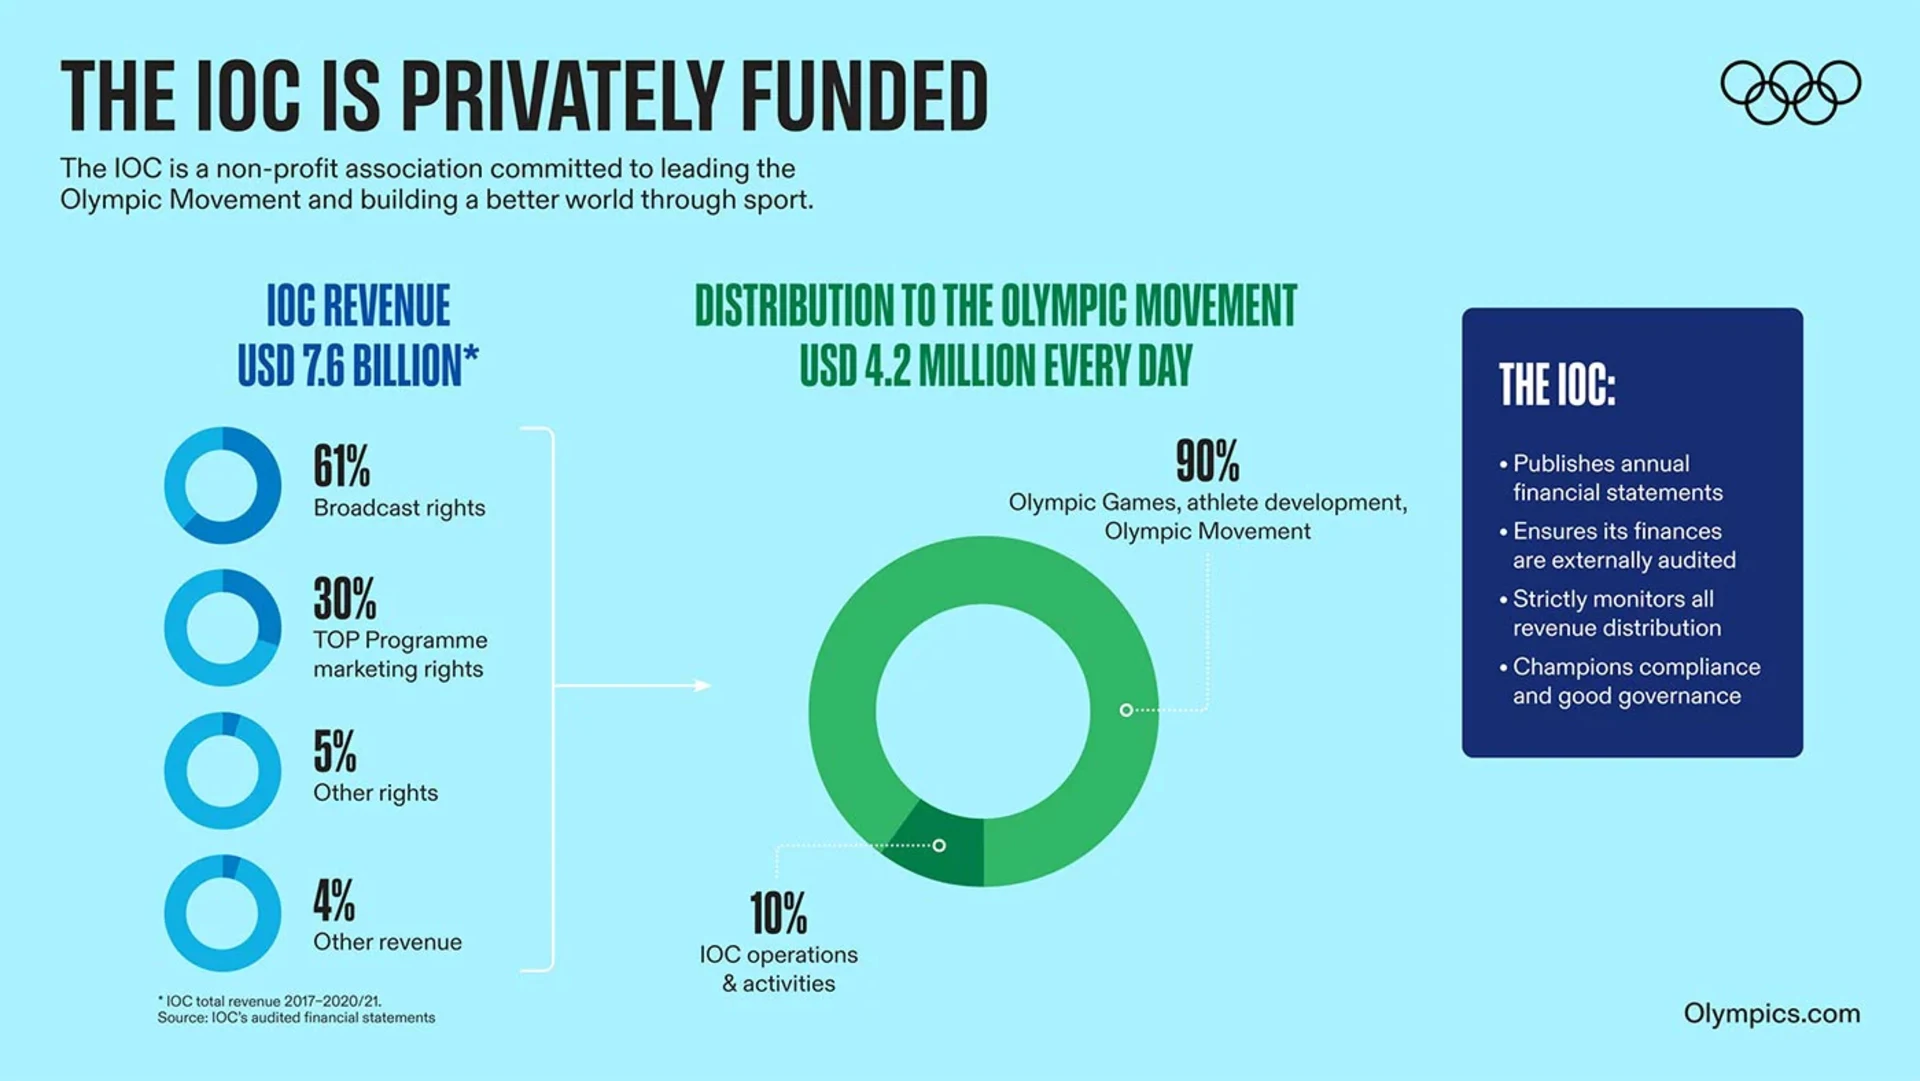 THE IOC IS PRIVATELY FUNDED
The IOC is a non-profit association committed to leading the
Olympic Movement and building a better world through sport.
IOC REVENUE
USD 7.6 BILLION*
61%
Broadcast rights
30%
TOP Programme
marketing rights
5%
Other rights
4%
Other revenue
* IOC total revenue 2017–2020/21.
Source: IOC's audited financial statements
DISTRIBUTION TO THE OLYMPIC MOVEMENT
USD 4.2 MILLION EVERY DAY
90%
Olympic Games, athlete development,
Olympic Movement
10%
IOC operations
& activities
THE IOC:
• Publishes annual
financial statements
• Ensures its finances
are externally audited
• Strictly monitors all
revenue distribution
• Champions compliance
and good governance
Olympics.com